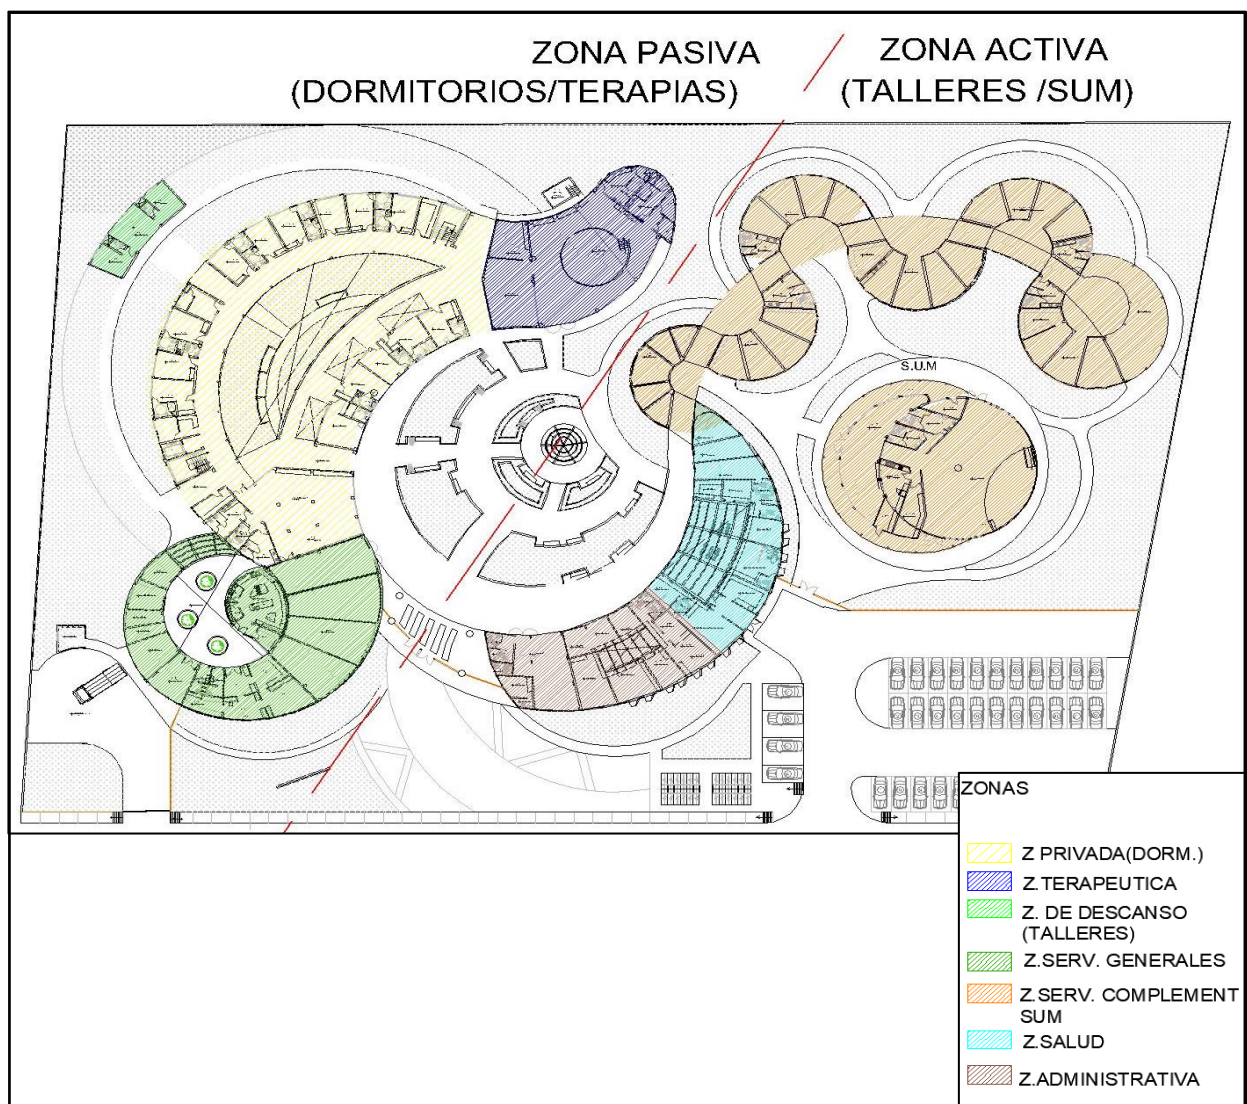 ZONA PASIVA
(DORMITORIOS/TERAPIAS)
ZONA ACTIVA
(TALLERES /SUM)
S.U.M
ZONAS
Z PRIVADA(DORM.)
Z.TERAPEUTICA
Z. DE DESCANSO
(TALLERES)
Z.SERV. GENERALES
Z.SERV. COMPLEMENT
SUM
Z.SALUD
Z.ADMINISTRATIVA